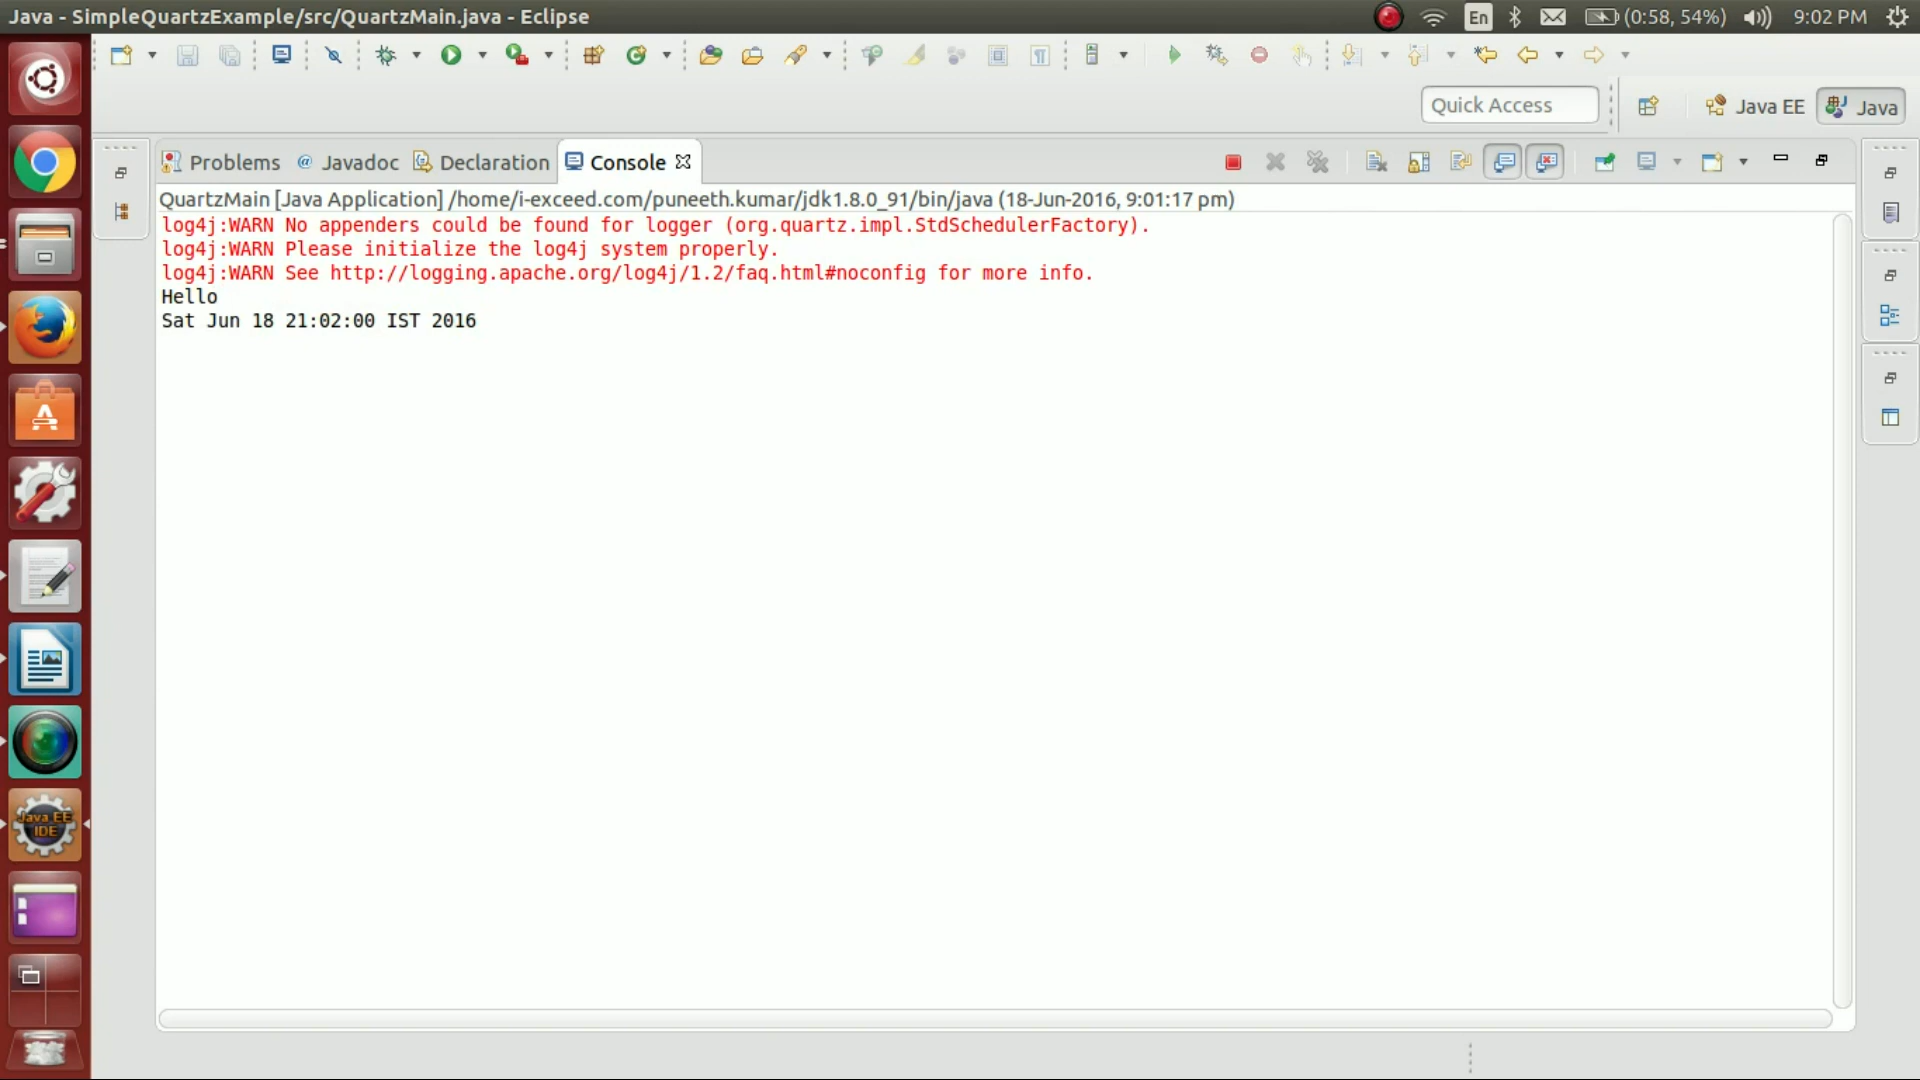 Java - SimpleQuartzExample/src/QuartzMain.java - Eclipse
En
(0:58, 54%)
9:02 PM
Quick Access
Java EE
Java
Problems
@ Javadoc
Declaration
Console
QuartzMain [Java Application] /home/i-exceed.com/puneeth.kumar/jdk1.8.0_91/bin/java (18-Jun-2016, 9:01:17 pm)
log4j:WARN No appenders could be found for logger (org.quartz.impl.StdSchedulerFactory).
log4j:WARN Please initialize the log4j system properly.
log4j:WARN See http://logging.apache.org/log4j/1.2/faq.html#noconfig for more info.
Hello
Sat Jun 18 21:02:00 IST 2016
Java EE
IDE